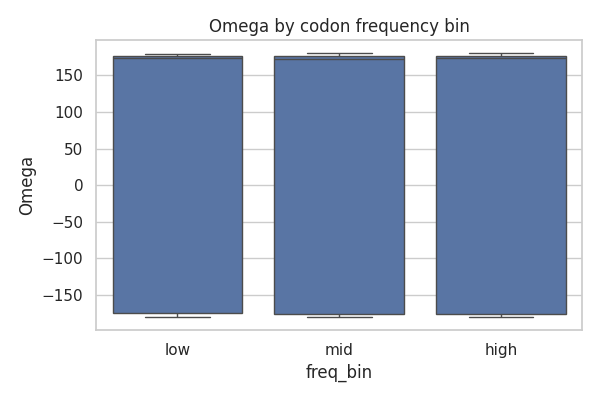 Omega by codon frequency bin
Omega
150
100
50
0
−50
−100
−150
low
mid
high
freq_bin